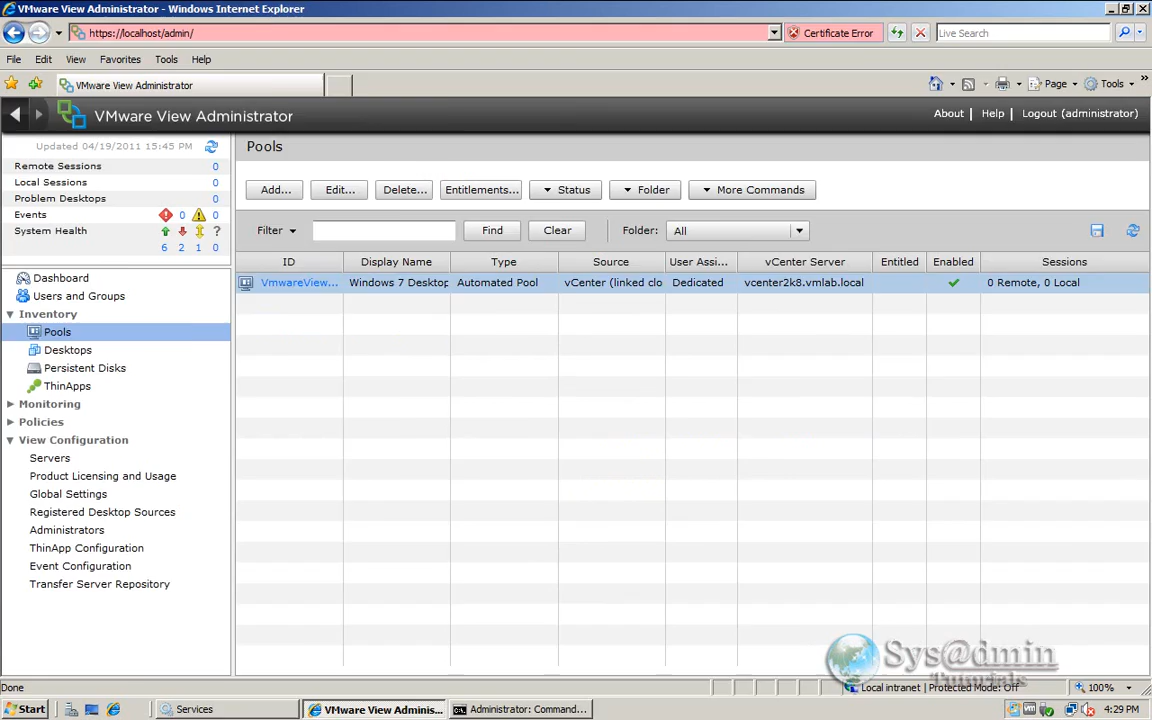 VMware View Administrator - Windows Internet Explorer
https://localhost/admin/
Certificate Error
Live Search
File Edit View Favorites Tools Help
VMware View Administrator
Page Tools
VMware View Administrator
About Help Logout (administrator)
Updated 04/19/2011 15:45 PM
Remote Sessions 0
Local Sessions 0
Problem Desktops 0
Events 0 0
System Health ?
6 2 1 0
Dashboard
Users and Groups
Inventory
Pools
Desktops
Persistent Disks
ThinApps
Monitoring
Policies
View Configuration
Servers
Product Licensing and Usage
Global Settings
Registered Desktop Sources
Administrators
ThinApp Configuration
Event Configuration
Transfer Server Repository
Pools
Add... Edit... Delete... Entitlements... Status Folder More Commands
Filter Find Clear Folder: All
ID Display Name Type Source User Assi... vCenter Server Entitled Enabled Sessions
VmwareView... Windows 7 Desktop Automated Pool vCenter (linked clo Dedicated vcenter2k8.vmlab.local 0 Remote, 0 Local
Sys@dmin
Tutorials
Done Local intranet | Protected Mode: Off 100%
Start Services VMware View Adminis... Administrator: Command... 4:29 PM